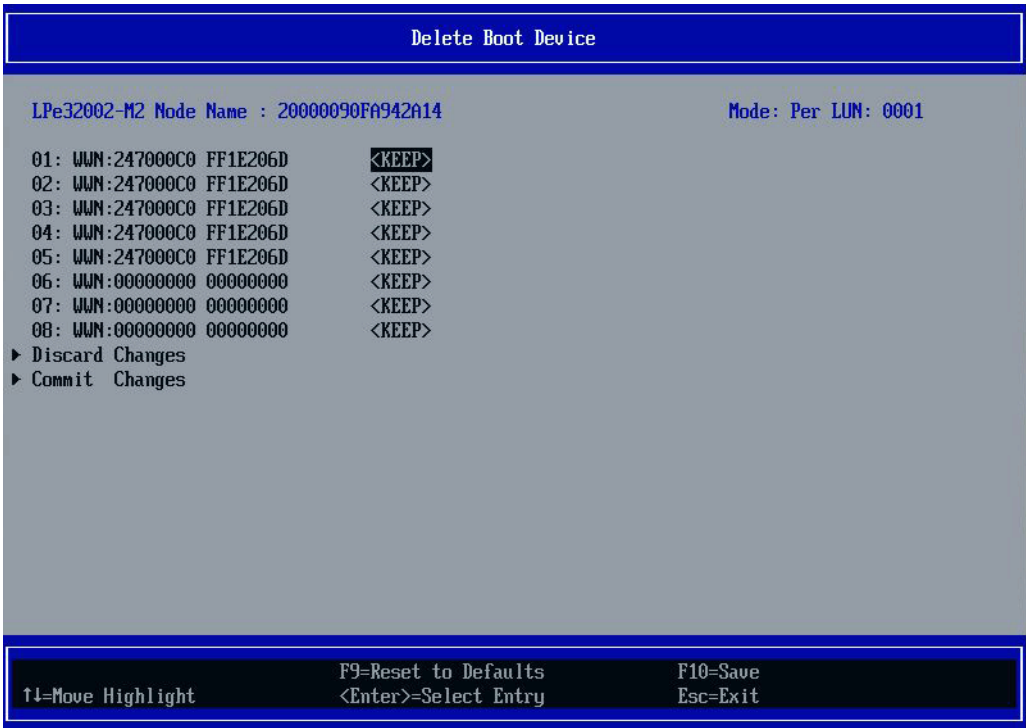 Delete Boot Device
LPe32002-M2 Node Name : 20000090FA942A14 Mode: Per LUN: 0001
01: WWN:247000C0 FF1E206D <KEEP>
02: WWN:247000C0 FF1E206D <KEEP>
03: WWN:247000C0 FF1E206D <KEEP>
04: WWN:247000C0 FF1E206D <KEEP>
05: WWN:247000C0 FF1E206D <KEEP>
06: WWN:00000000 00000000 <KEEP>
07: WWN:00000000 00000000 <KEEP>
08: WWN:00000000 00000000 <KEEP>
▶ Discard Changes
▶ Commit  Changes
F9=Reset to Defaults F10=Save
↑↓=Move Highlight <Enter>=Select Entry Esc=Exit